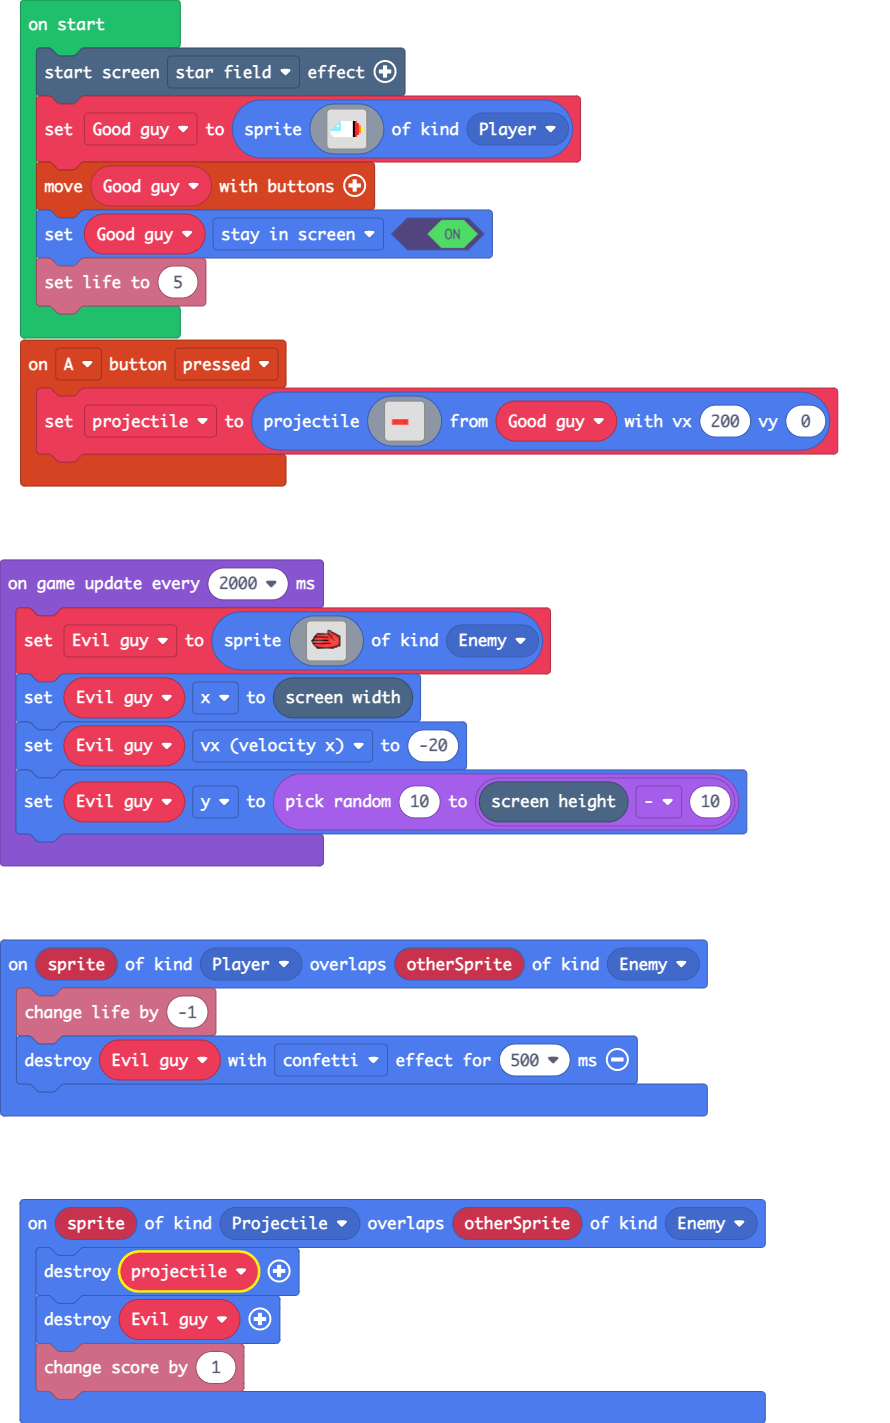 on start
start screen star field effect
set Good guy to sprite of kind Player
move Good guy with buttons
set Good guy stay in screen ON
set life to 5
on A button pressed
set projectile to projectile from Good guy with vx 200 vy 0
on game update every 2000 ms
set Evil guy to sprite of kind Enemy
set Evil guy x to screen width
set Evil guy vx (velocity x) to -20
set Evil guy y to pick random 10 to screen height - 10
on sprite of kind Player overlaps otherSprite of kind Enemy
change life by -1
destroy Evil guy with confetti effect for 500 ms
on sprite of kind Projectile overlaps otherSprite of kind Enemy
destroy projectile
destroy Evil guy
change score by 1